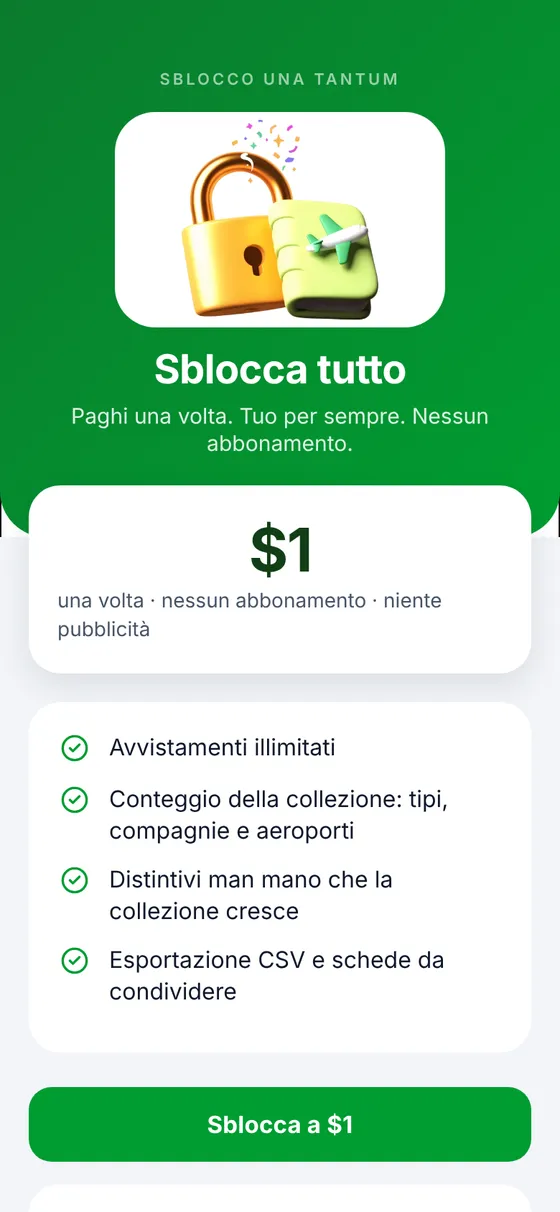 SBLOCCO UNA TANTUM
Sblocca tutto
Paghi una volta. Tuo per sempre. Nessun
abbonamento.
$1
una volta · nessun abbonamento · niente
pubblicità
Avvistamenti illimitati
Conteggio della collezione: tipi,
compagnie e aeroporti
Distintivi man mano che la
collezione cresce
Esportazione CSV e schede da
condividere
Sblocca a $1